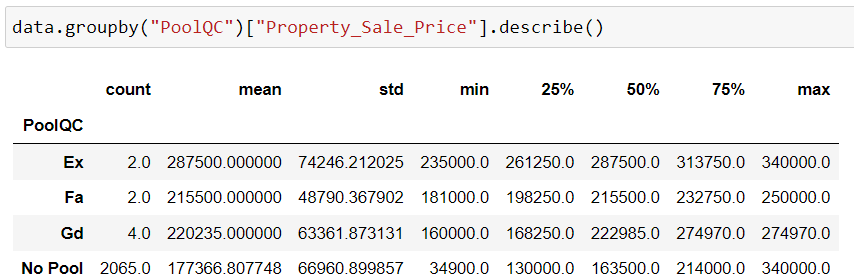 data.groupby("PoolQC")["Property_Sale_Price"].describe()
count mean std min 25% 50% 75% max
PoolQC
Ex 2.0 287500.000000 74246.212025 235000.0 261250.0 287500.0 313750.0 340000.0
Fa 2.0 215500.000000 48790.367902 181000.0 198250.0 215500.0 232750.0 250000.0
Gd 4.0 220235.000000 63361.873131 160000.0 168250.0 222985.0 274970.0 274970.0
No Pool 2065.0 177366.807748 66960.899857 34900.0 130000.0 163500.0 214000.0 340000.0